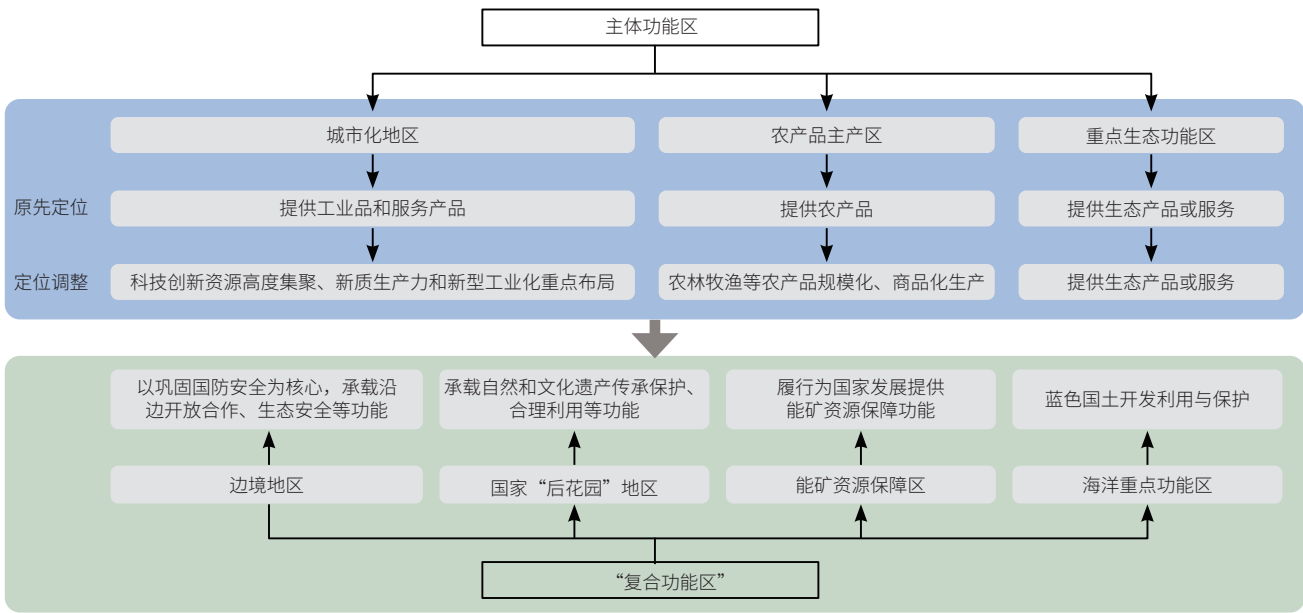 主体功能区
城市化地区
农产品主产区
重点生态功能区
原先定位
提供工业品和服务产品
提供农产品
提供生态产品或服务
定位调整
科技创新资源高度集聚、新质生产力和新型工业化重点布局
农林牧渔等农产品规模化、商品化生产
提供生态产品或服务
以巩固国防安全为核心，承载沿
边开放合作、生态安全等功能
承载自然和文化遗产传承保护、
合理利用等功能
履行为国家发展提供
能矿资源保障功能
蓝色国土开发利用与保护
边境地区
国家“后花园”地区
能矿资源保障区
海洋重点功能区
“复合功能区”